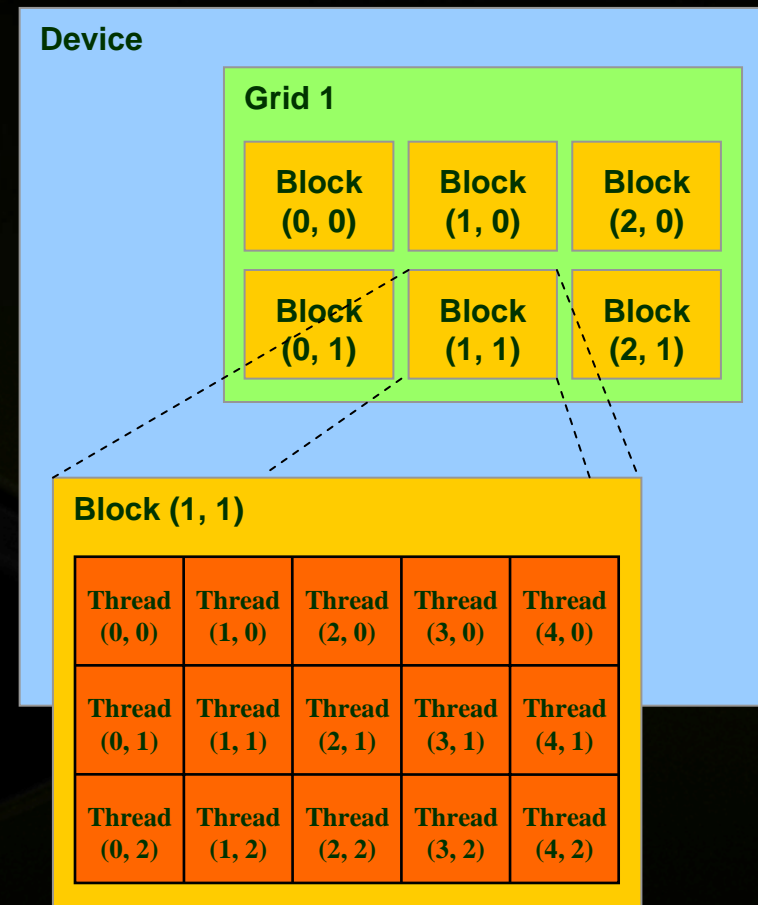 Device
Grid 1
Block
(0, 0)
Block
(1, 0)
Block
(2, 0)
Block
(0, 1)
Block
(1, 1)
Block
(2, 1)
Block (1, 1)
Thread
(0, 0)
Thread
(1, 0)
Thread
(2, 0)
Thread
(3, 0)
Thread
(4, 0)
Thread
(0, 1)
Thread
(1, 1)
Thread
(2, 1)
Thread
(3, 1)
Thread
(4, 1)
Thread
(0, 2)
Thread
(1, 2)
Thread
(2, 2)
Thread
(3, 2)
Thread
(4, 2)